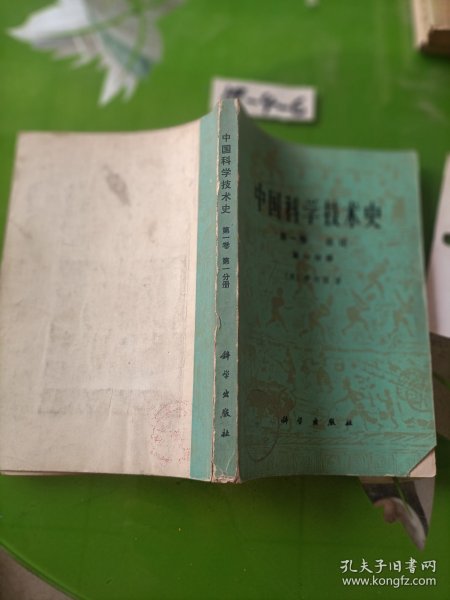 中国科学技术史
第一卷 第一分册
科学出版社
中国科学技术史
第一卷 总论
第一分册
科学出版社
孔夫子旧书网
www.kongfz.com